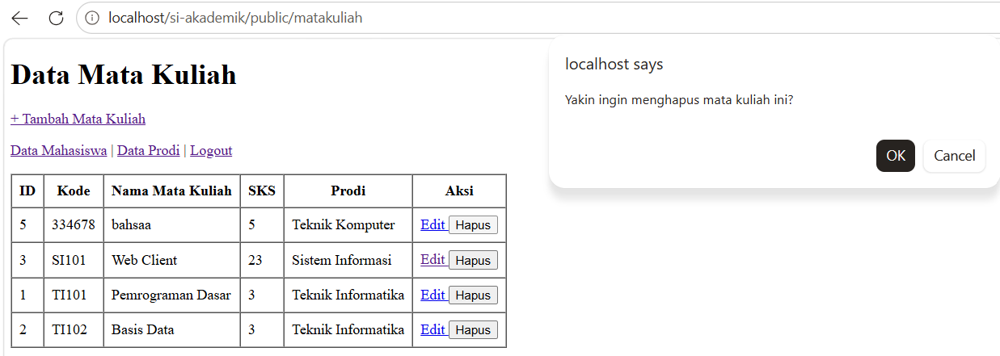 localhost/si-akademik/public/matakuliah
Data Mata Kuliah
+ Tambah Mata Kuliah
Data Mahasiswa | Data Prodi | Logout
ID Kode Nama Mata Kuliah SKS Prodi Aksi
5 334678 bahsaa 5 Teknik Komputer Edit Hapus
3 SI101 Web Client 23 Sistem Informasi Edit Hapus
1 TI101 Pemrograman Dasar 3 Teknik Informatika Edit Hapus
2 TI102 Basis Data 3 Teknik Informatika Edit Hapus
localhost says
Yakin ingin menghapus mata kuliah ini?
OK Cancel